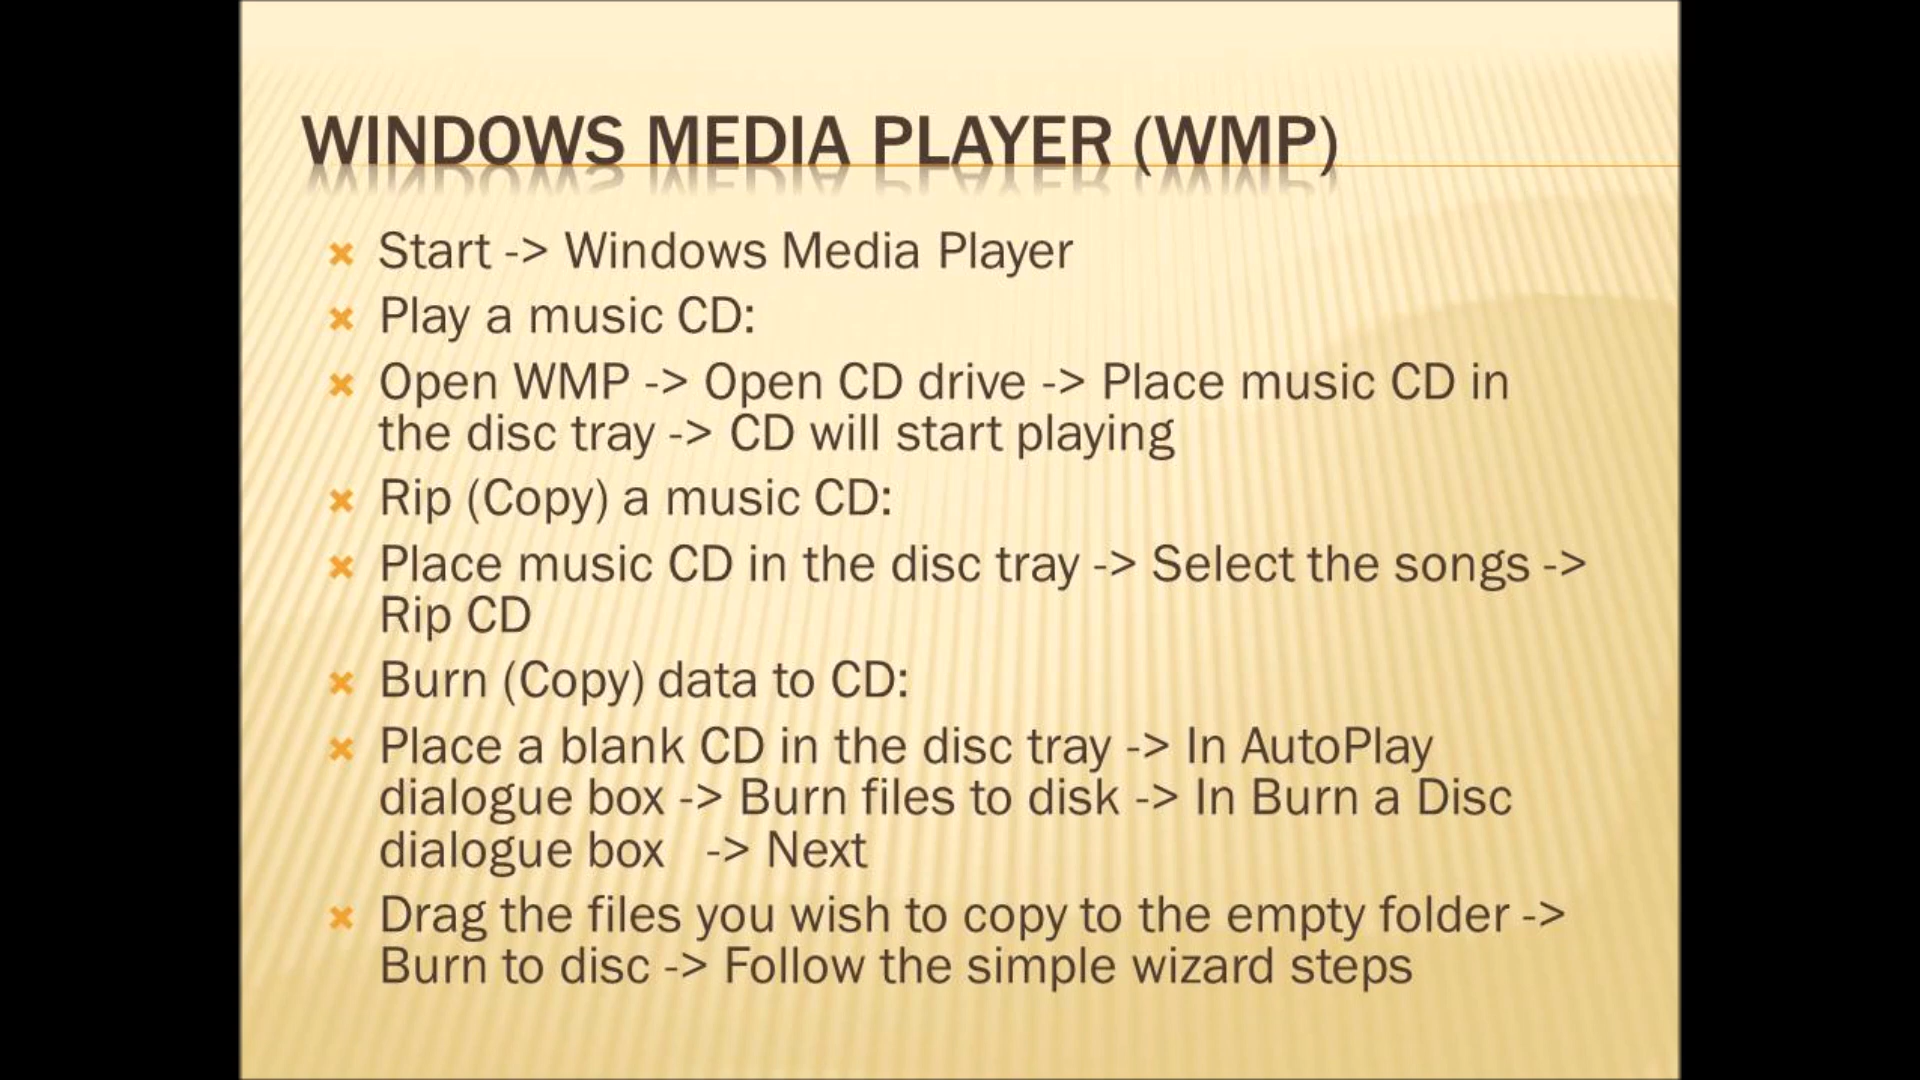 WINDOWS MEDIA PLAYER (WMP)
Start -> Windows Media Player
Play a music CD:
Open WMP -> Open CD drive -> Place music CD in
the disc tray -> CD will start playing
Rip (Copy) a music CD:
Place music CD in the disc tray -> Select the songs ->
Rip CD
Burn (Copy) data to CD:
Place a blank CD in the disc tray -> In AutoPlay
dialogue box -> Burn files to disk -> In Burn a Disc
dialogue box -> Next
Drag the files you wish to copy to the empty folder ->
Burn to disc -> Follow the simple wizard steps